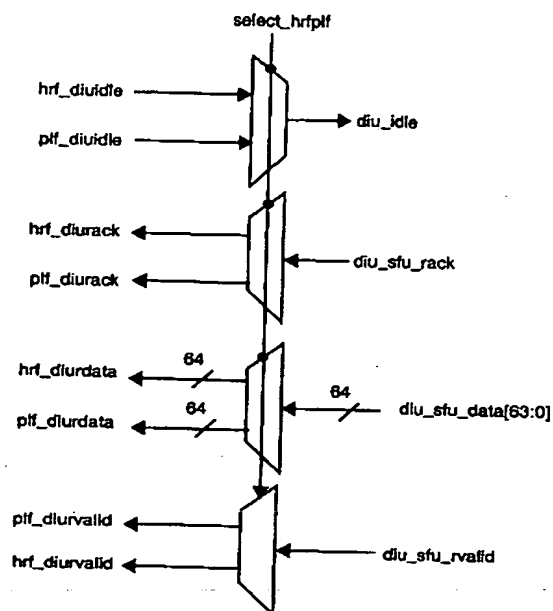 select_hrfplf
hrf_diuidle
diu_idle
plf_diuidle
hrf_diurack
diu_sfu_rack
plf_diurack
64
hrf_diurdata
64
64
diu_sfu_data[63:0]
plf_diurdata
plf_diurvalid
diu_sfu_rvalid
hrf_diurvalid